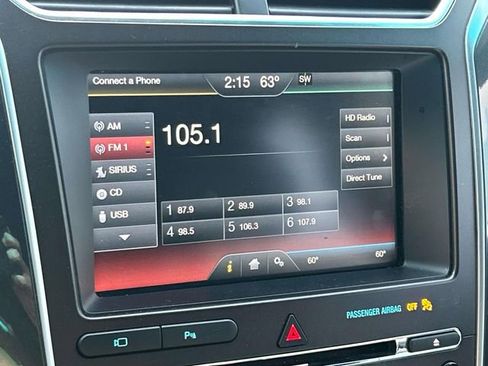 Connect a Phone
2:15 63°
SW
AM
FM 1
SIRIUS
CD
USB
105.1
HD Radio
Scan
Options
Direct Tune
1 87.9 2 89.9 3 98.1
4 98.5 5 106.3 6 107.9
i
60° 60°
PASSENGER AIRBAG OFF
P